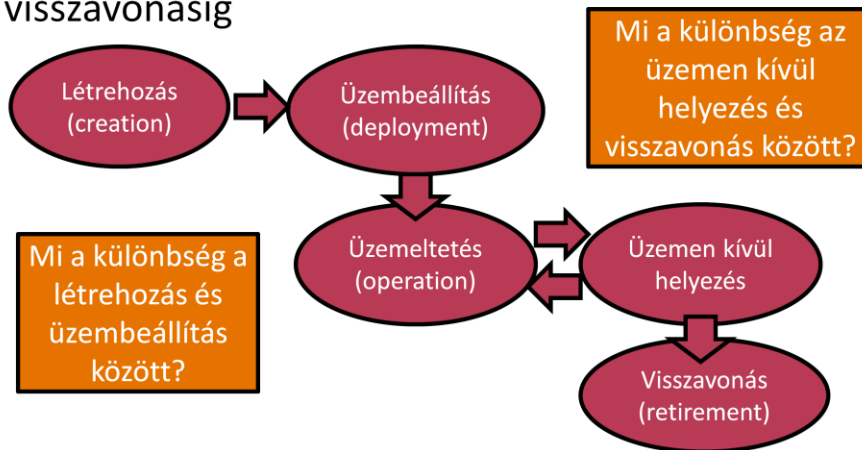 visszavonásig
Létrehozás
(creation)
Üzembeállítás
(deployment)
Mi a különbség az
üzemen kívül
helyezés és
visszavonás között?
Mi a különbség a
létrehozás és
üzembeállítás
között?
Üzemeltetés
(operation)
Üzemen kívül
helyezés
Visszavonás
(retirement)